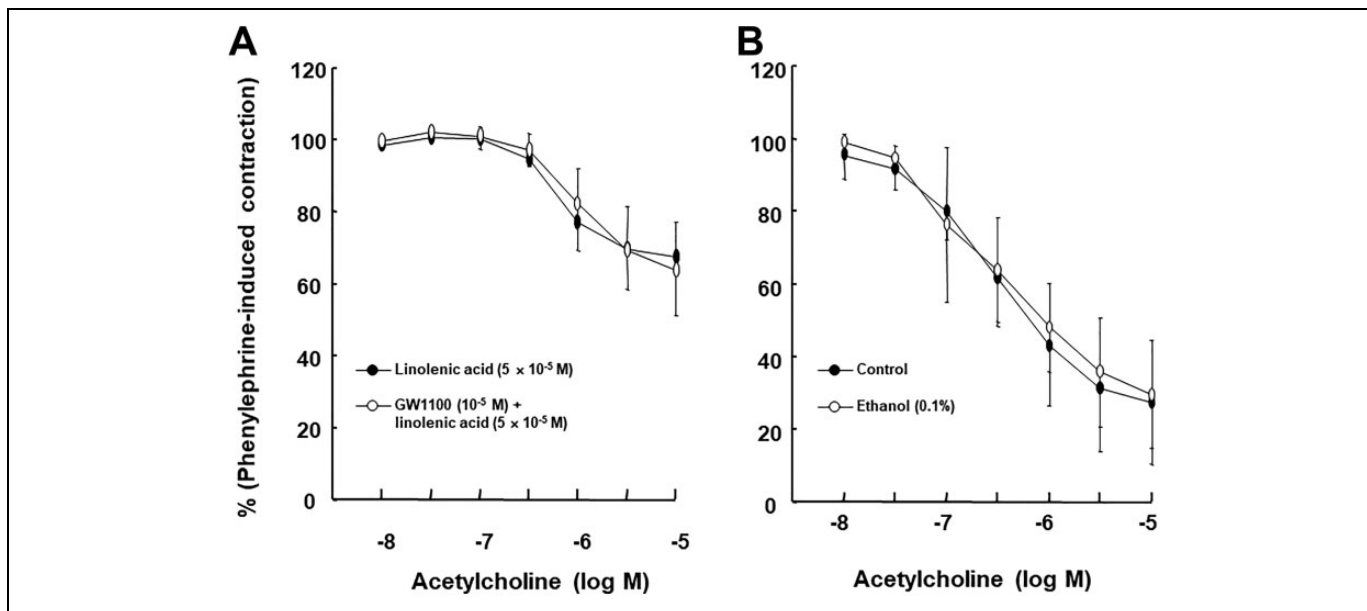 A
% (Phenylephrine-induced contraction)
120
100
80
60
40
20
0
Linolenic acid (5 × 10⁻⁵ M)
GW1100 (10⁻⁵ M) +
linolenic acid (5 × 10⁻⁵ M)
-8 -7 -6 -5
Acetylcholine (log M)
B
120
100
80
60
40
20
0
Control
Ethanol (0.1%)
-8 -7 -6 -5
Acetylcholine (log M)